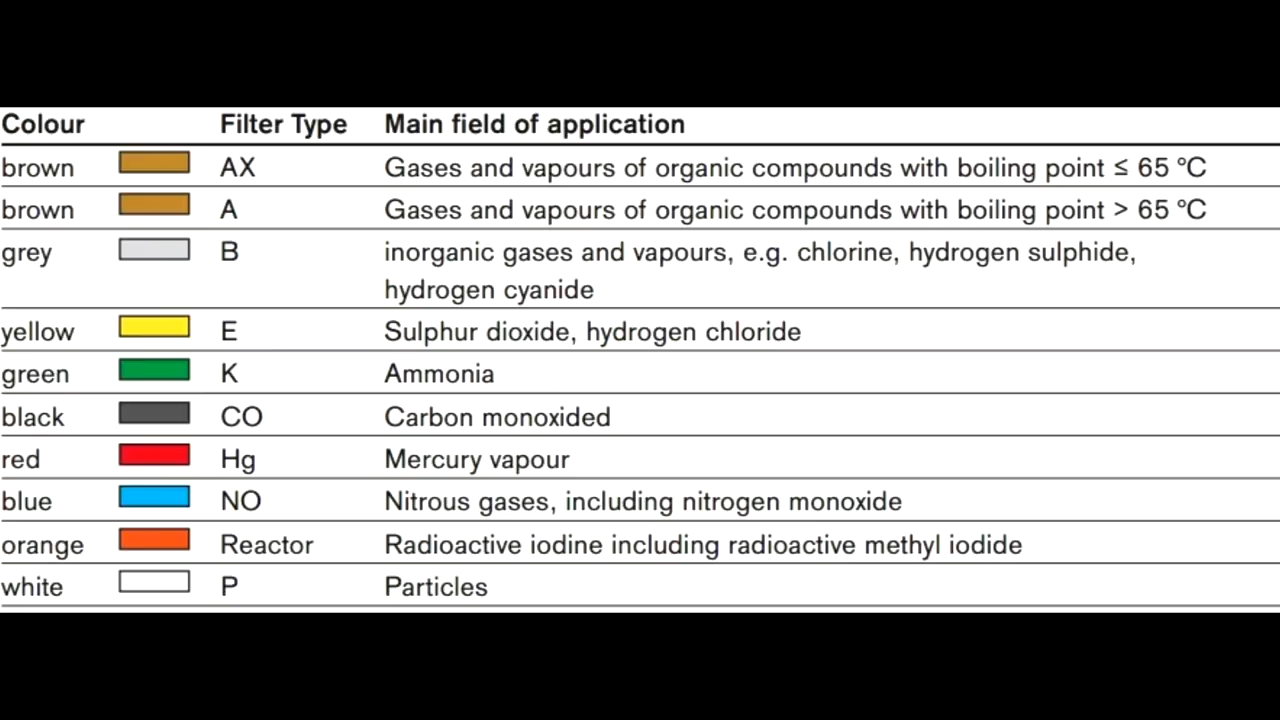 Colour Filter Type Main field of application
brown AX Gases and vapours of organic compounds with boiling point ≤ 65 °C
brown A Gases and vapours of organic compounds with boiling point > 65 °C
grey B inorganic gases and vapours, e.g. chlorine, hydrogen sulphide,
hydrogen cyanide
yellow E Sulphur dioxide, hydrogen chloride
green K Ammonia
black CO Carbon monoxided
red Hg Mercury vapour
blue NO Nitrous gases, including nitrogen monoxide
orange Reactor Radioactive iodine including radioactive methyl iodide
white P Particles